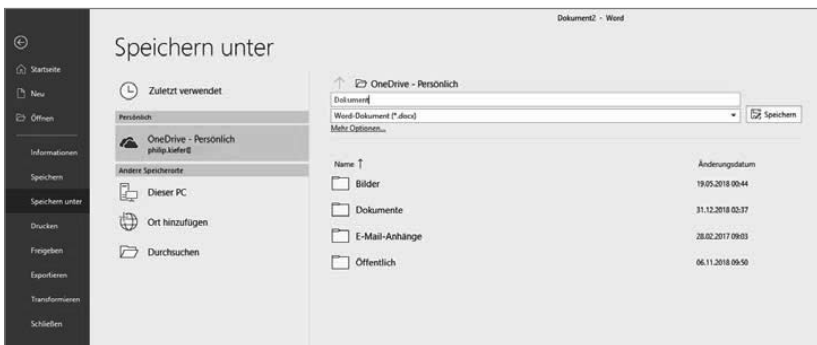 Dokument2 - Word
Speichern unter
Startseite
Neu
Öffnen
Informationen
Speichern
Speichern unter
Drucken
Freigeben
Exportieren
Transformieren
Schließen
Zuletzt verwendet
Persönlich
OneDrive - Persönlich
philip.kiefer
Andere Speicherorte
Dieser PC
Ort hinzufügen
Durchsuchen
OneDrive - Persönlich
Dokument
Word-Dokument (*.docx)
Speichern
Mehr Optionen...
Name ↑ Änderungsdatum
Bilder 19.05.2018 00:44
Dokumente 31.12.2018 02:37
E-Mail-Anhänge 28.02.2017 09:03
Öffentlich 06.11.2018 09:50